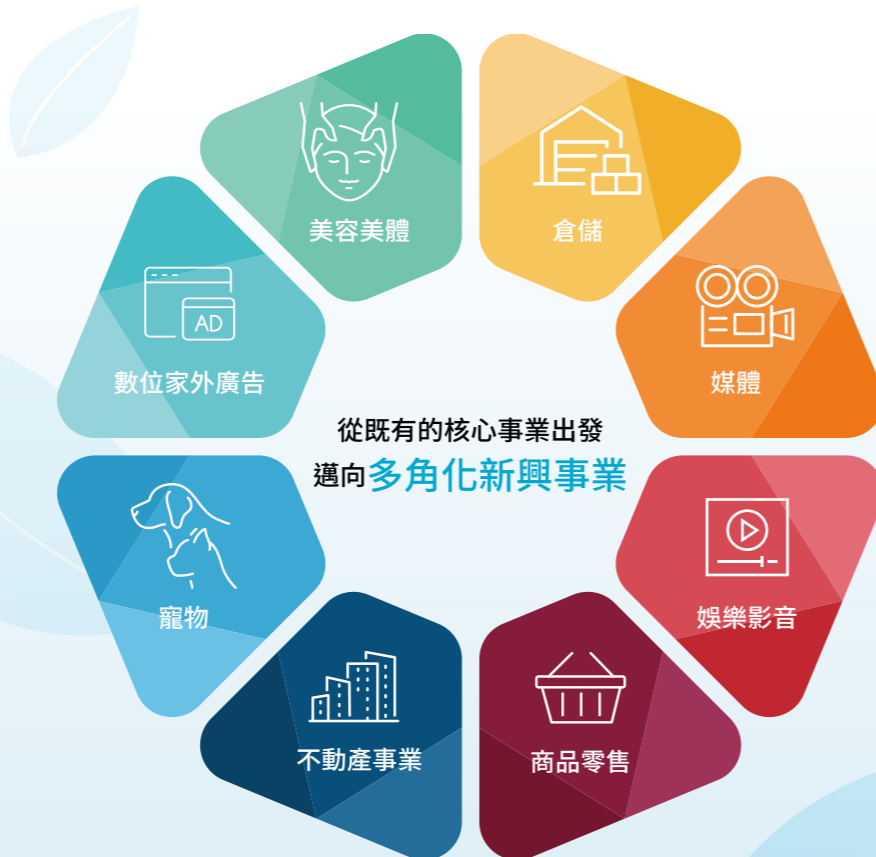 美容美體
倉儲
AD
數位家外廣告
媒體
從既有的核心事業出發
邁向多角化新興事業
寵物
娛樂影音
不動產事業
商品零售